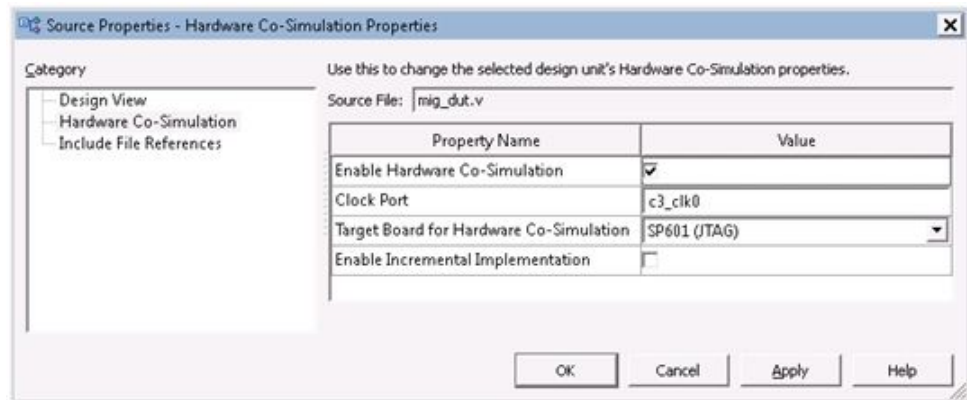 Source Properties - Hardware Co-Simulation Properties
Category
Design View
Hardware Co-Simulation
Include File References
Use this to change the selected design unit's Hardware Co-Simulation properties.
Source File: mig_dut.v
Property Name Value
Enable Hardware Co-Simulation
Clock Port c3_clk0
Target Board for Hardware Co-Simulation SP601 (JTAG)
Enable Incremental Implementation
OK Cancel Apply Help